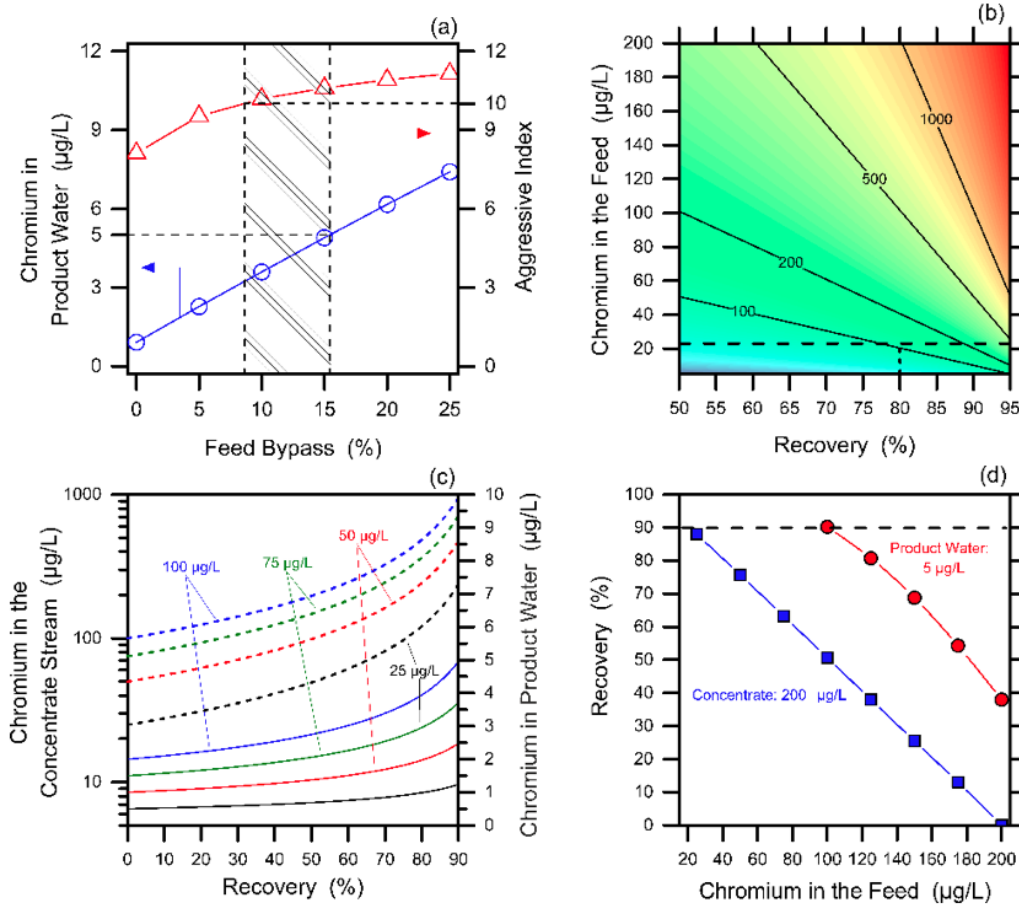 (a)
12
9
6
5
3
0
Chromium in
Product Water (µg/L)
12
10
9
6
3
0
Aggressive Index
0 5 10 15 20 25
Feed Bypass (%)
(b)
200
180
160
140
120
100
80
60
40
20
Chromium in the Feed (µg/L)
1000
500
200
100
50 55 60 65 70 75 80 85 90 95
Recovery (%)
(c)
1000
100
10
Chromium in the
Concentrate Stream (µg/L)
10
9
8
7
6
5
4
3
2
1
0
Chromium in Product Water (µg/L)
50 µg/L
75 µg/L
100 µg/L
25 µg/L
0 10 20 30 40 50 60 70 80 90
Recovery (%)
(d)
100
90
80
70
60
50
40
30
20
10
0
Recovery (%)
Product Water:
5 µg/L
Concentrate: 200 µg/L
20 40 60 80 100 120 140 160 180 200
Chromium in the Feed (µg/L)